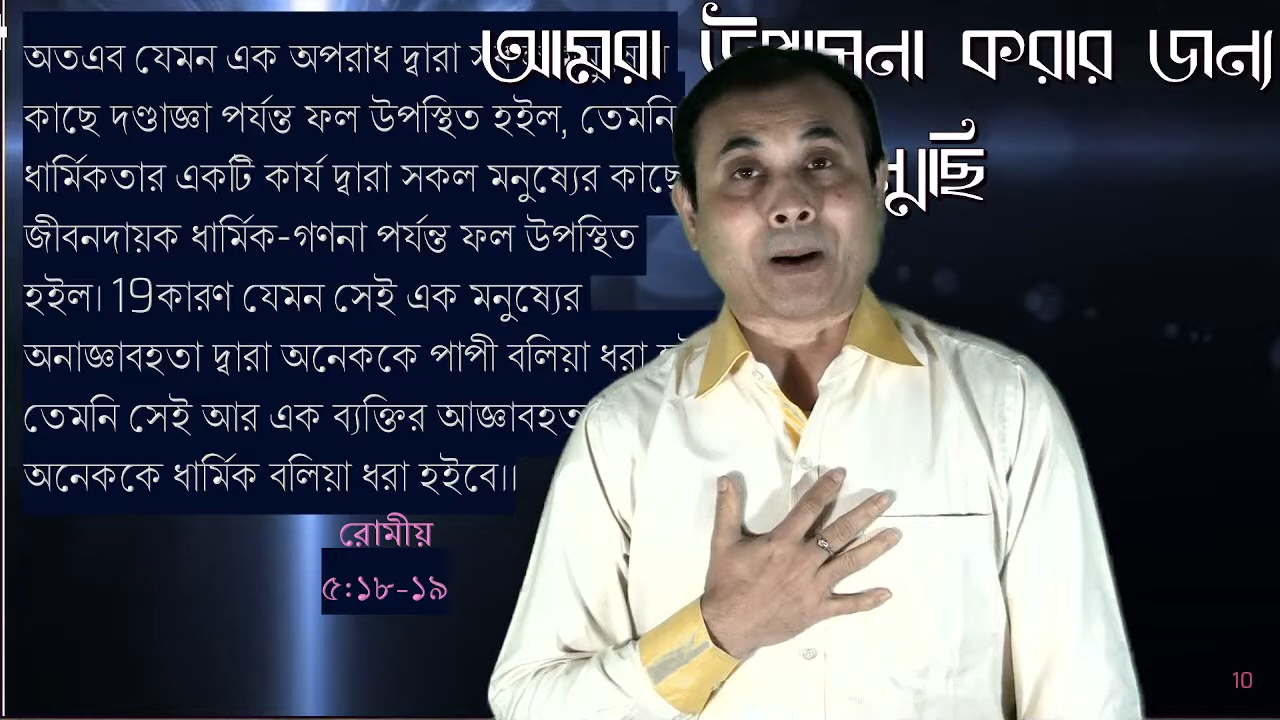 আমরা করার জন্য
অতএব যেমন এক অপরাধ দ্বারা
কাছে দণ্ডাজ্ঞা পর্যন্ত ফল উপস্থিত হইল, তেমনি
ধার্মিকতার একটি কার্য দ্বারা সকল মনুষ্যের কাছে
জীবনদায়ক ধার্মিক-গণনা পর্যন্ত ফল উপস্থিত
হইল। 19কারণ যেমন সেই এক মনুষ্যের
অনাজ্ঞাবহতা দ্বারা অনেককে পাপী বলিয়া ধরা
তেমনি সেই আর এক ব্যক্তির আজ্ঞাবহতা
অনেককে ধার্মিক বলিয়া ধরা হইবে।।
রোমীয়
৫:১৮-১৯
10